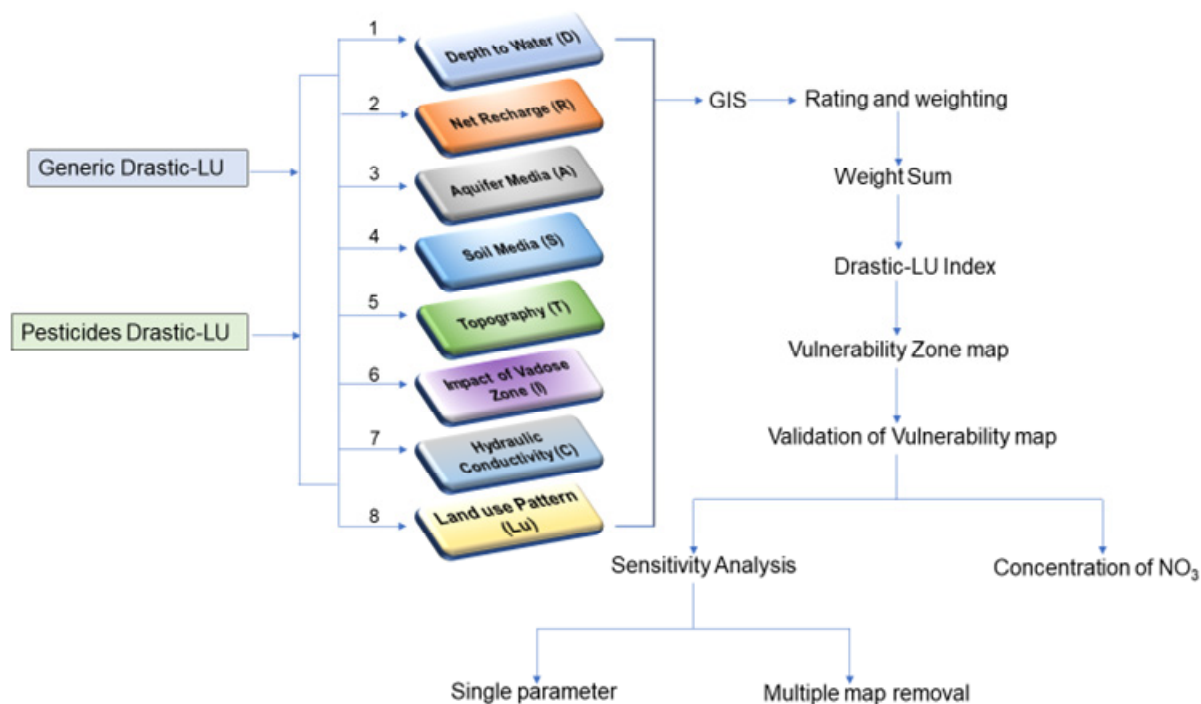 Generic Drastic-LU
Pesticides Drastic-LU
1
Depth to Water (D)
2
Net Recharge (R)
3
Aquifer Media (A)
4
Soil Media (S)
5
Topography (T)
6
Impact of Vadose
Zone (I)
7
Hydraulic
Conductivity (C)
8
Land use Pattern
(Lu)
GIS
Rating and weighting
Weight Sum
Drastic-LU Index
Vulnerability Zone map
Validation of Vulnerability map
Sensitivity Analysis
Concentration of NO₃
Single parameter
Multiple map removal